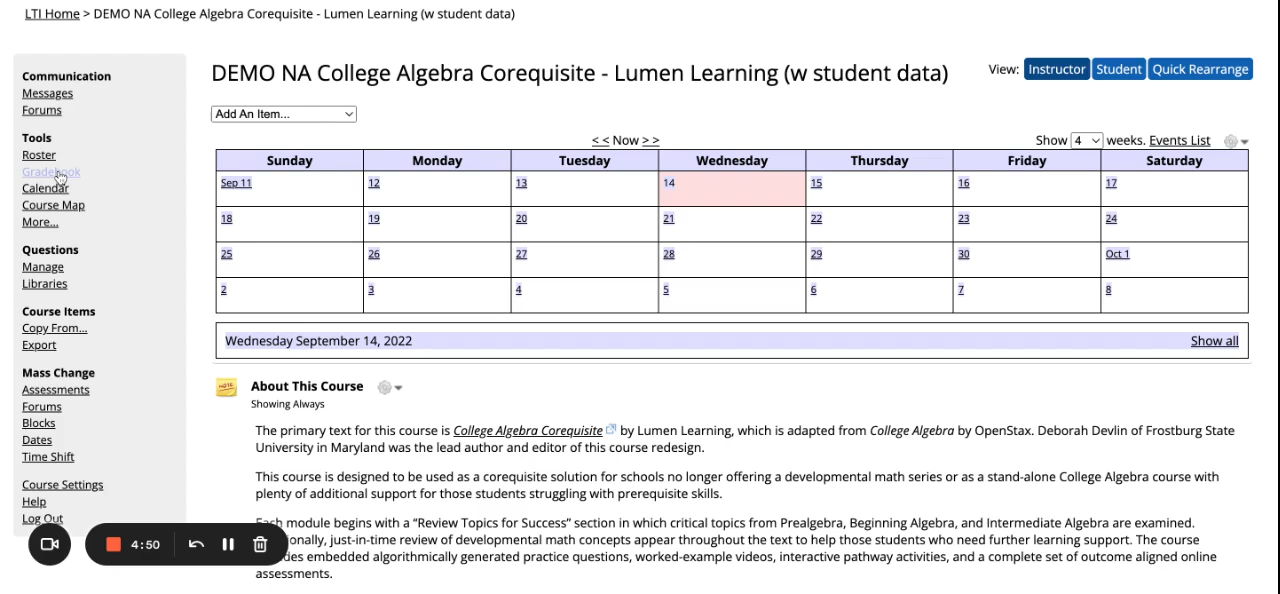 LTI Home > DEMO NA College Algebra Corequisite - Lumen Learning (w student data)
Communication
Messages
Forums
Tools
Roster
Gradebook
Calendar
Course Map
More...
Questions
Manage
Libraries
Course Items
Copy From...
Export
Mass Change
Assessments
Forums
Blocks
Dates
Time Shift
Course Settings
Help
Log Out
4:50
DEMO NA College Algebra Corequisite - Lumen Learning (w student data)
View: Instructor Student Quick Rearrange
Add An Item...
< < Now > >
Show 4 weeks. Events List
Sunday Monday Tuesday Wednesday Thursday Friday Saturday
Sep 11 12 13 14 15 16 17
18 19 20 21 22 23 24
25 26 27 28 29 30 Oct 1
2 3 4 5 6 7 8
Wednesday September 14, 2022 Show all
NOTE
About This Course
Showing Always
The primary text for this course is College Algebra Corequisite by Lumen Learning, which is adapted from College Algebra by OpenStax. Deborah Devlin of Frostburg State
University in Maryland was the lead author and editor of this course redesign.
This course is designed to be used as a corequisite solution for schools no longer offering a developmental math series or as a stand-alone College Algebra course with
plenty of additional support for those students struggling with prerequisite skills.
Each module begins with a “Review Topics for Success” section in which critical topics from Prealgebra, Beginning Algebra, and Intermediate Algebra are examined.
onally, just-in-time review of developmental math concepts appear throughout the text to help those students who need further learning support. The course
des embedded algorithmically generated practice questions, worked-example videos, interactive pathway activities, and a complete set of outcome aligned online
assessments.